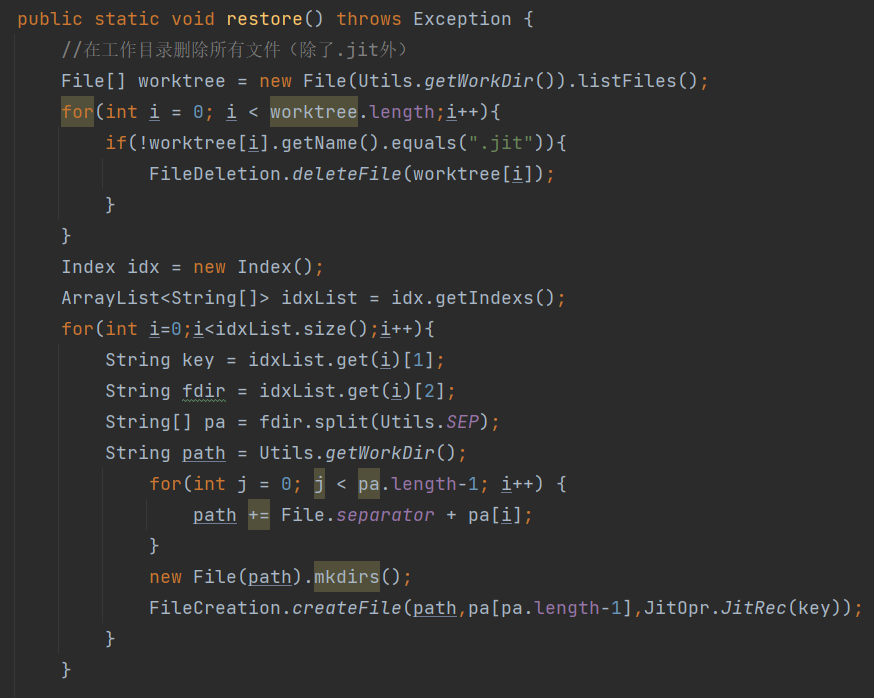 public static void restore() throws Exception {
//在工作目录删除所有文件（除了.jit外）
File[] worktree = new File(Utils.getWorkDir()).listFiles();
for(int i = 0; i < worktree.length;i++){
if(!worktree[i].getName().equals(".jit")){
FileDeletion.deleteFile(worktree[i]);
}
}
Index idx = new Index();
ArrayList<String[]> idxList = idx.getIndexs();
for(int i=0;i<idxList.size();i++){
String key = idxList.get(i)[1];
String fdir = idxList.get(i)[2];
String[] pa = fdir.split(Utils.SEP);
String path = Utils.getWorkDir();
for(int j = 0; j < pa.length-1; i++) {
path += File.separator + pa[i];
}
new File(path).mkdirs();
FileCreation.createFile(path,pa[pa.length-1],JitOpr.JitRec(key));
}
}